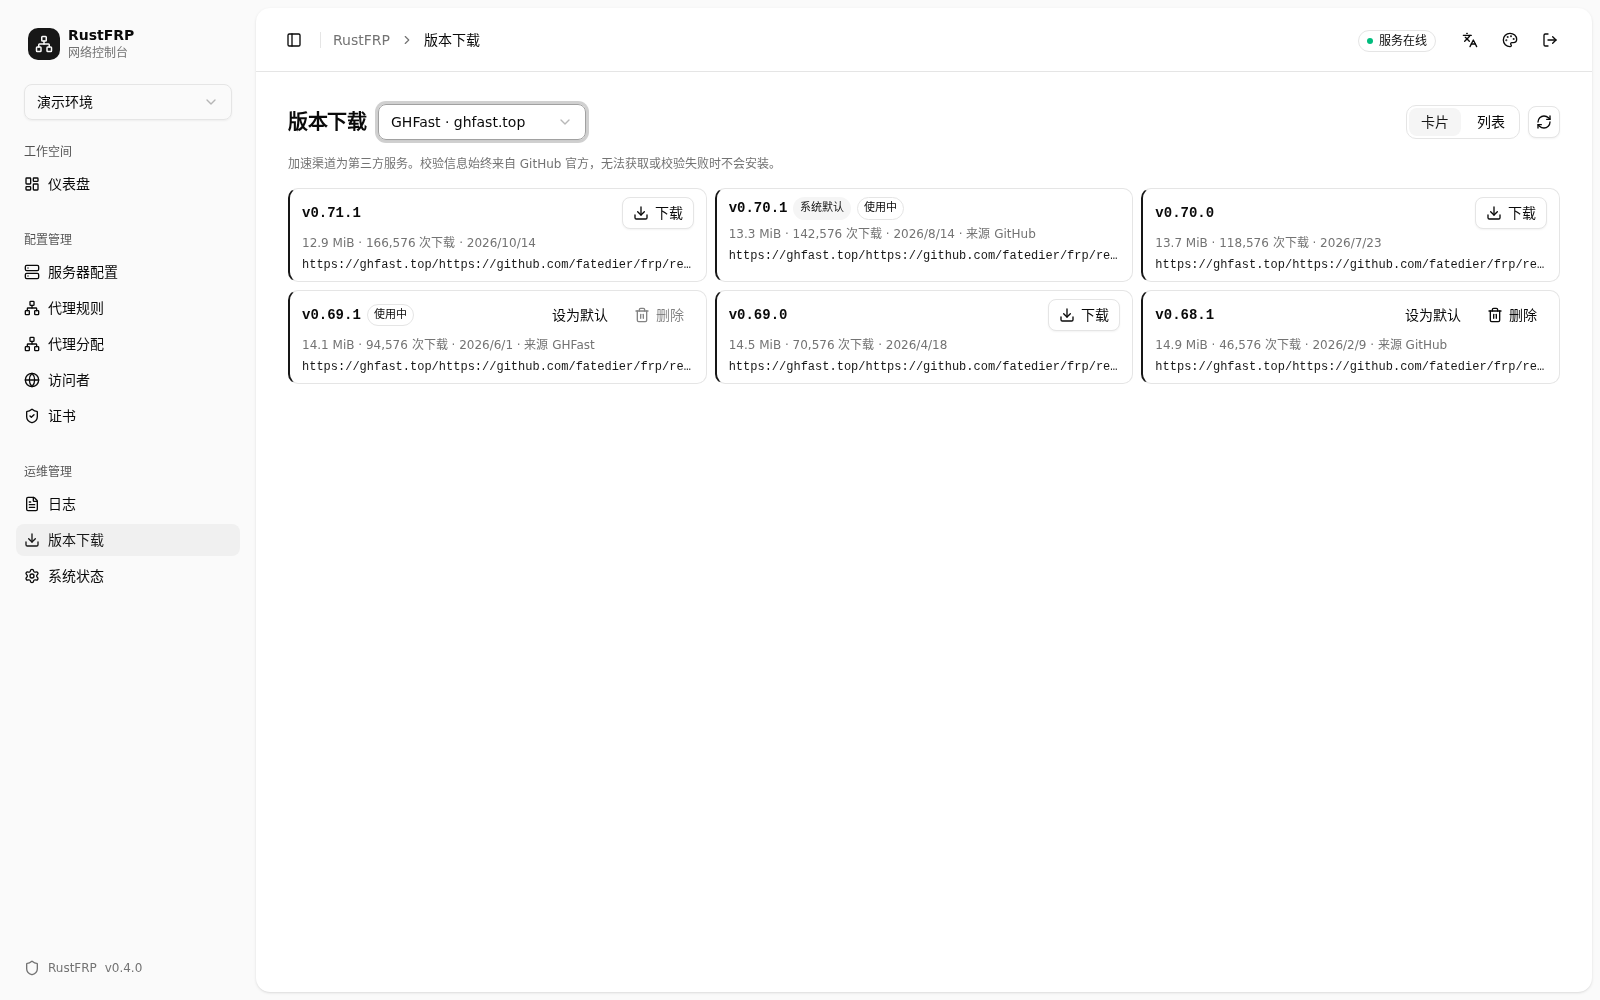 RustFRP
网络控制台
演示环境
工作空间
仪表盘
配置管理
服务器配置
代理规则
代理分配
访问者
证书
运维管理
日志
版本下载
系统状态
RustFRP v0.4.0
RustFRP > 版本下载
服务在线
版本下载
GHFast · ghfast.top
卡片
列表
加速渠道为第三方服务。校验信息始终来自 GitHub 官方，无法获取或校验失败时不会安装。
v0.71.1
下载
12.9 MiB · 166,576 次下载 · 2026/10/14
https://ghfast.top/https://github.com/fatedier/frp/re…
v0.70.1 系统默认 使用中
13.3 MiB · 142,576 次下载 · 2026/8/14 · 来源 GitHub
https://ghfast.top/https://github.com/fatedier/frp/re…
v0.70.0
下载
13.7 MiB · 118,576 次下载 · 2026/7/23
https://ghfast.top/https://github.com/fatedier/frp/re…
v0.69.1 使用中
设为默认
删除
14.1 MiB · 94,576 次下载 · 2026/6/1 · 来源 GHFast
https://ghfast.top/https://github.com/fatedier/frp/re…
v0.69.0
下载
14.5 MiB · 70,576 次下载 · 2026/4/18
https://ghfast.top/https://github.com/fatedier/frp/re…
v0.68.1
设为默认
删除
14.9 MiB · 46,576 次下载 · 2026/2/9 · 来源 GitHub
https://ghfast.top/https://github.com/fatedier/frp/re…